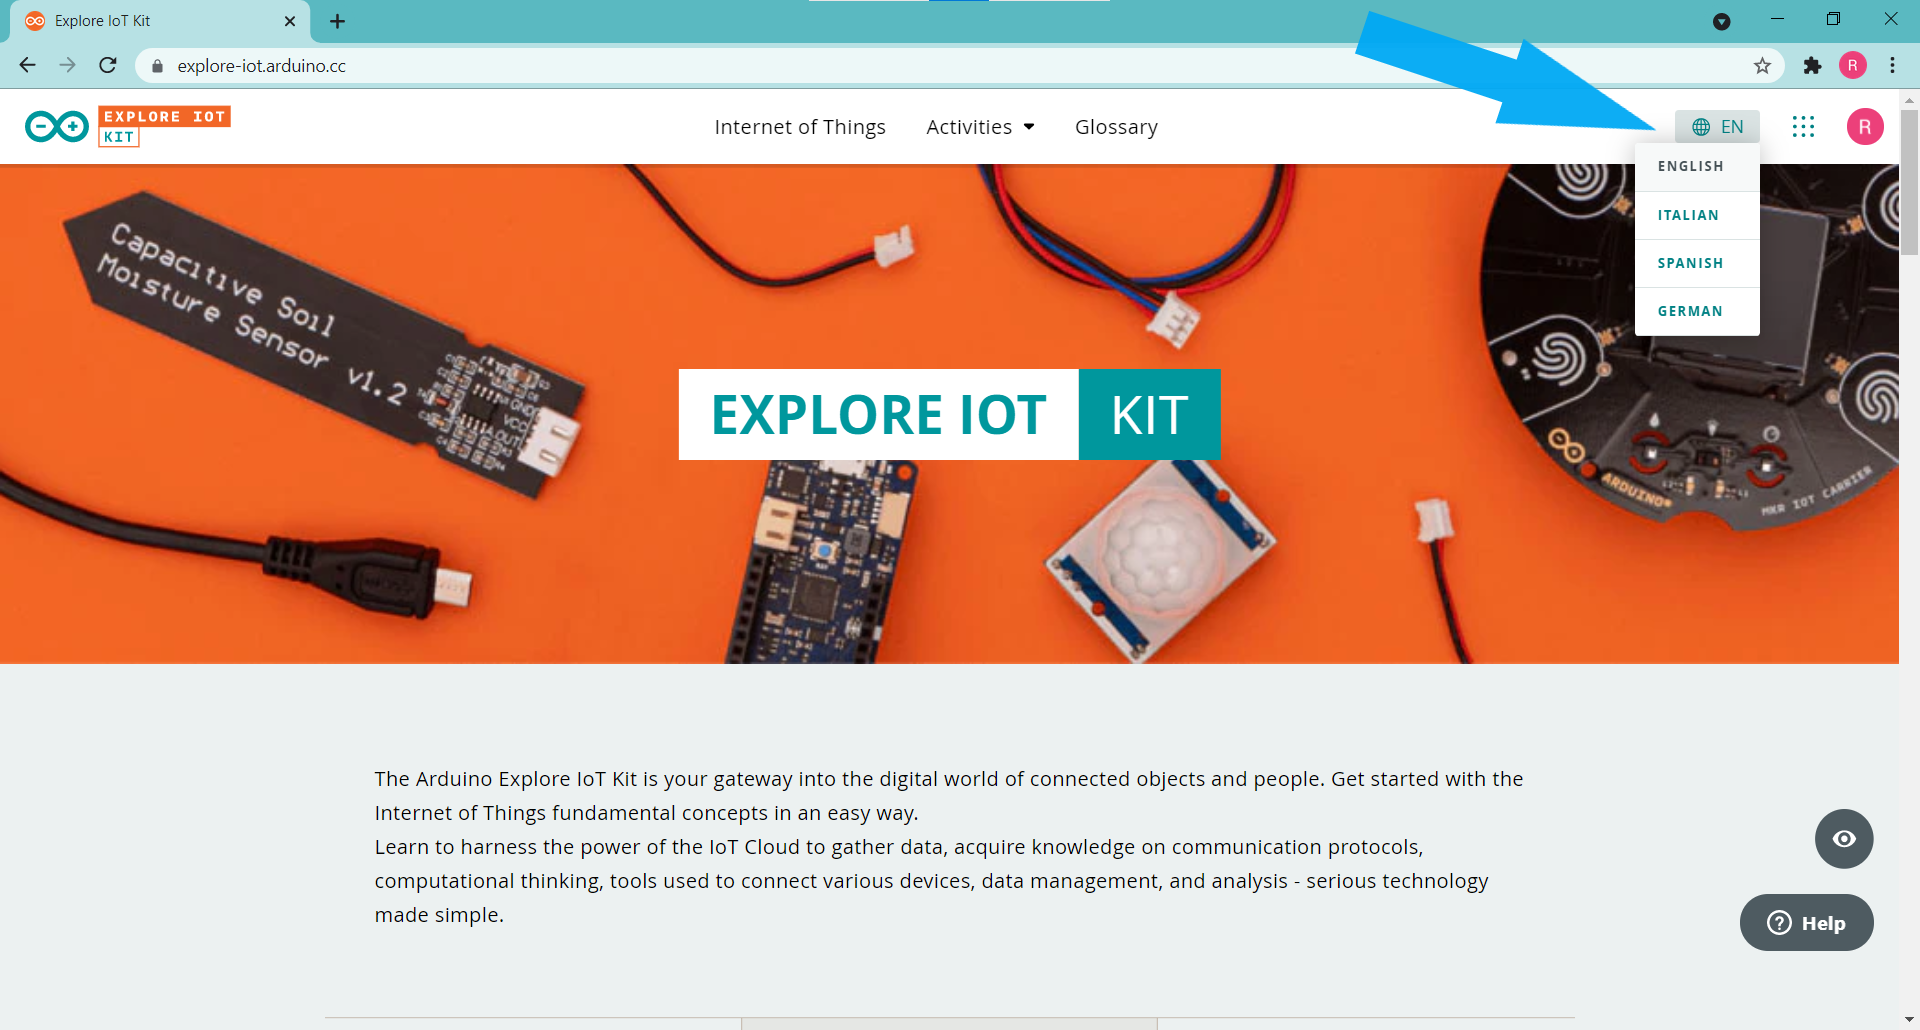 Explore IoT Kit
explore-iot.arduino.cc
R
EXPLORE IOT
KIT
Internet of Things
Activities
Glossary
EN
R
ENGLISH
ITALIAN
SPANISH
GERMAN
Capacitive Soil
Moisture Sensor v1.2
GND
VCC
OUT
EXPLORE IOT KIT
ARDUINO
MKR IOT CARRIER
The Arduino Explore IoT Kit is your gateway into the digital world of connected objects and people. Get started with the
Internet of Things fundamental concepts in an easy way.
Learn to harness the power of the IoT Cloud to gather data, acquire knowledge on communication protocols,
computational thinking, tools used to connect various devices, data management, and analysis - serious technology
made simple.
Help